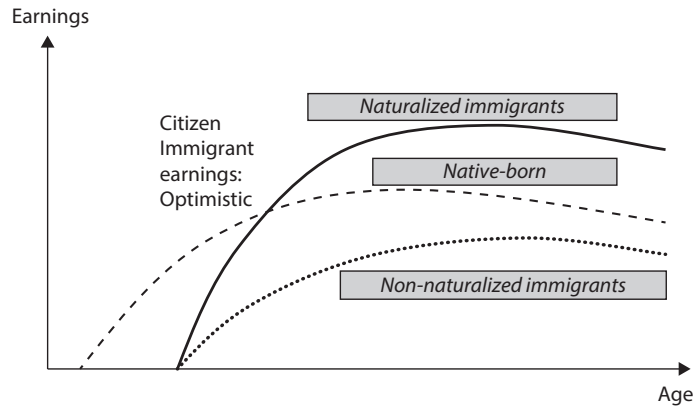 Earnings
Naturalized immigrants
Citizen
Immigrant
earnings:
Optimistic
Native-born
Non-naturalized immigrants
Age